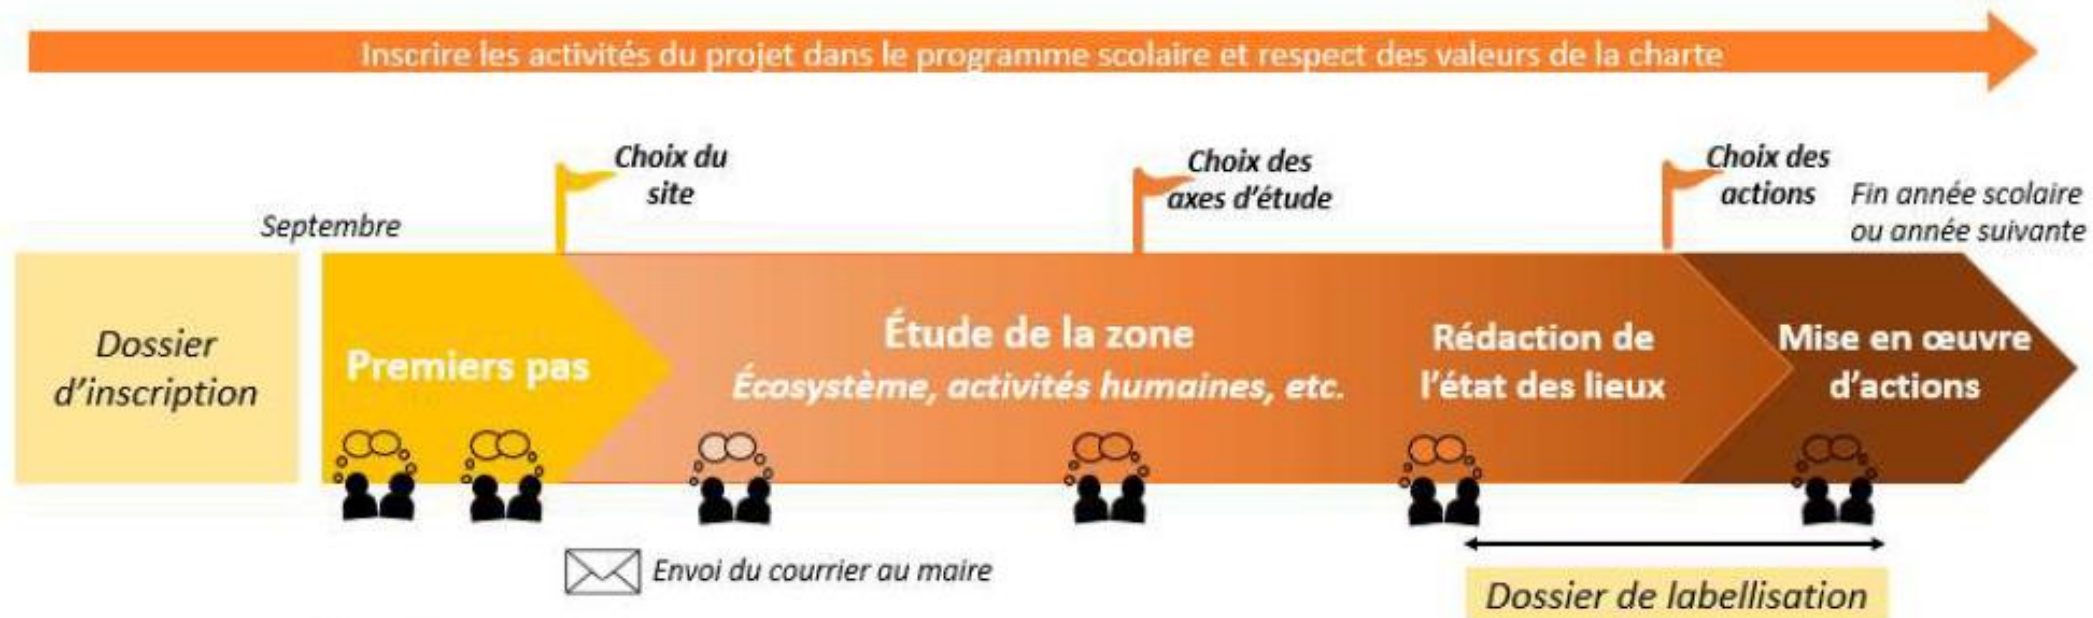 Inscrire les activités du projet dans le programme scolaire et respect des valeurs de la charte
Septembre
Choix du
site
Choix des
axes d'étude
Choix des
actions
Fin année scolaire
ou année suivante
Dossier
d'inscription
Premiers pas
Étude de la zone
Écosystème, activités humaines, etc.
Rédaction de
l'état des lieux
Mise en œuvre
d'actions
Envoi du courrier au maire
Dossier de labellisation